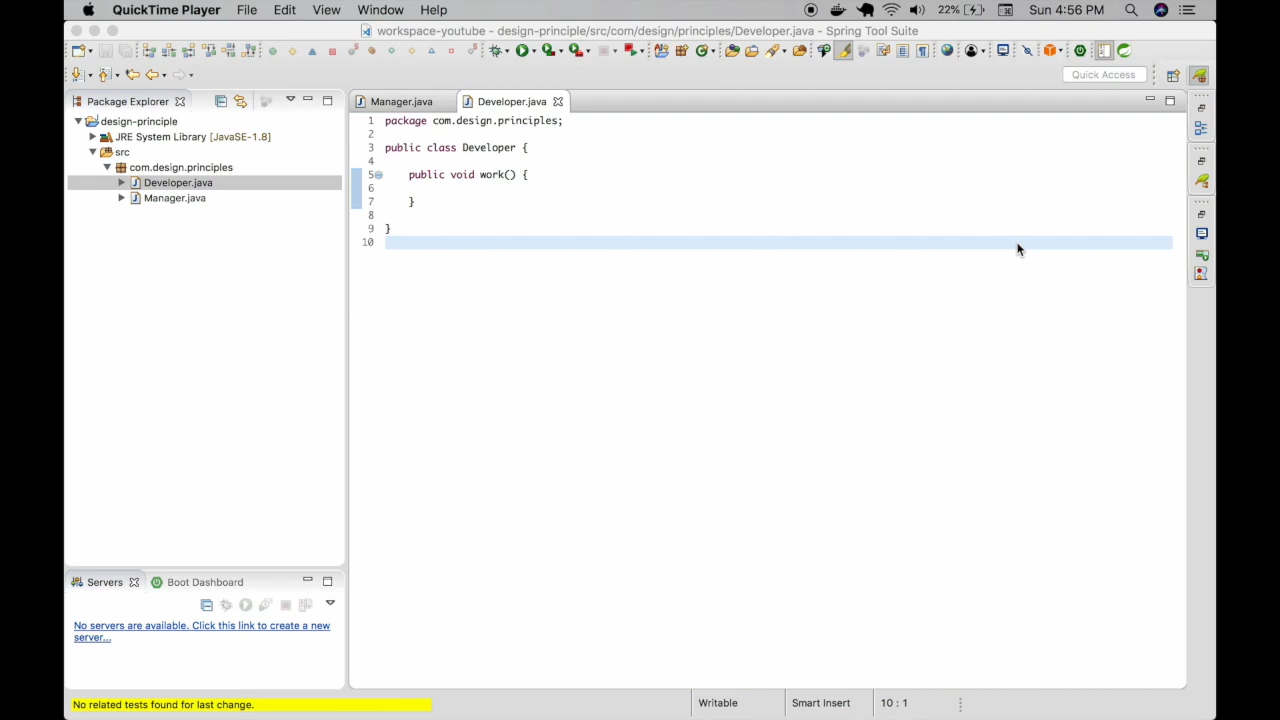 QuickTime Player File Edit View Window Help 22% Sun 4:56 PM
workspace-youtube - design-principle/src/com/design/principles/Developer.java - Spring Tool Suite
Quick Access
Package Explorer
design-principle
JRE System Library [JavaSE-1.8]
src
com.design.principles
Developer.java
Manager.java
Manager.java Developer.java
1 package com.design.principles;
2
3 public class Developer {
4
5 public void work() {
6
7 }
8
9 }
10
Servers Boot Dashboard
No servers are available. Click this link to create a new
server...
No related tests found for last change.
Writable Smart Insert 10 : 1